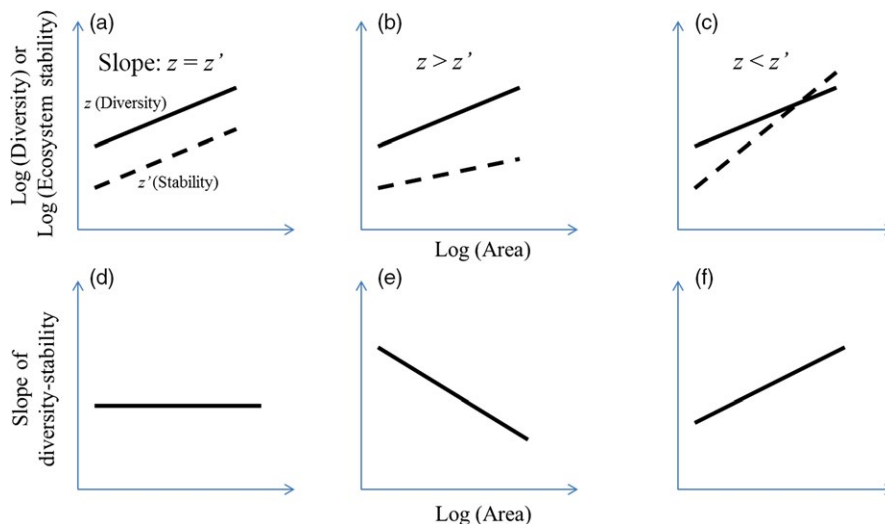 (a)
(b)
(c)
Slope: z = z’
z > z’
z < z’
z (Diversity)
z’ (Stability)
Log (Diversity) or
Log (Ecosystem stability)
Log (Area)
(d)
(e)
(f)
Slope of
diversity-stability
Log (Area)